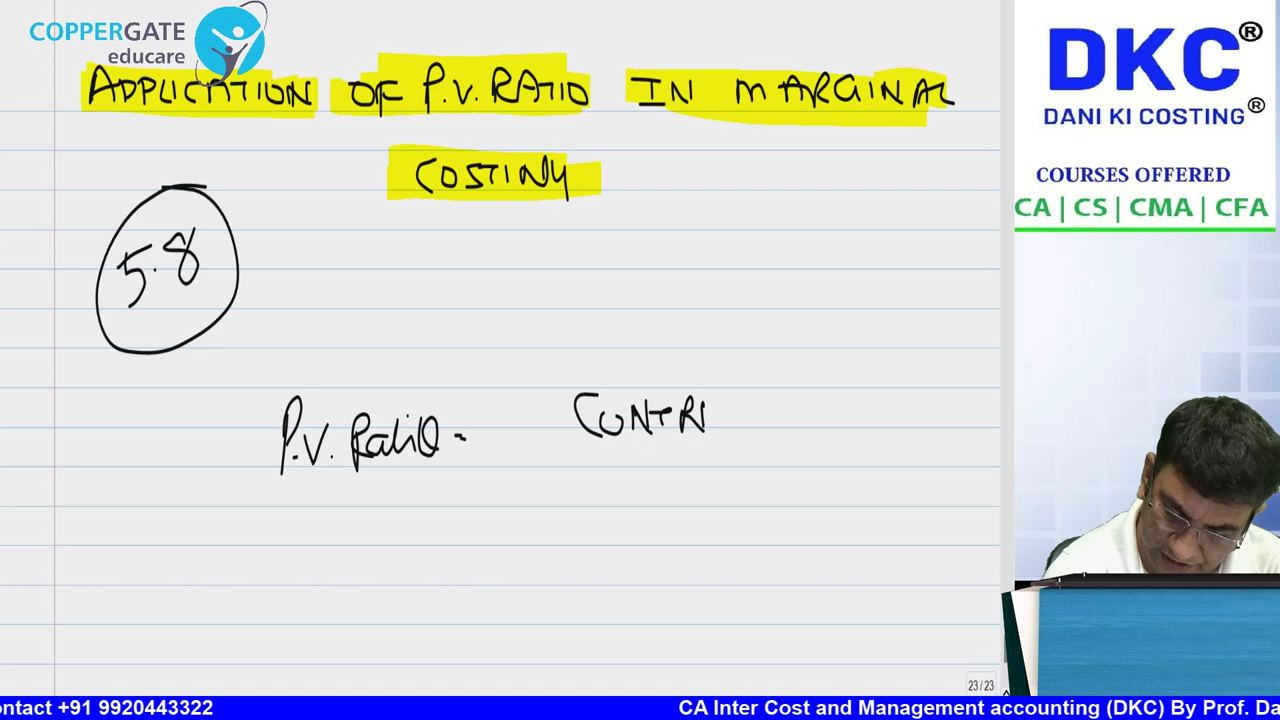 COPPERGATE
educare
APPLICATION OF P.V. RATIO IN MARGINAL
COSTING
5.8
P.V. Ratio = CONTRI
23/23
DKC®
DANI KI COSTING®
COURSES OFFERED
CA | CS | CMA | CFA
ontact +91 9920443322 CA Inter Cost and Management accounting (DKC) By Prof. Da